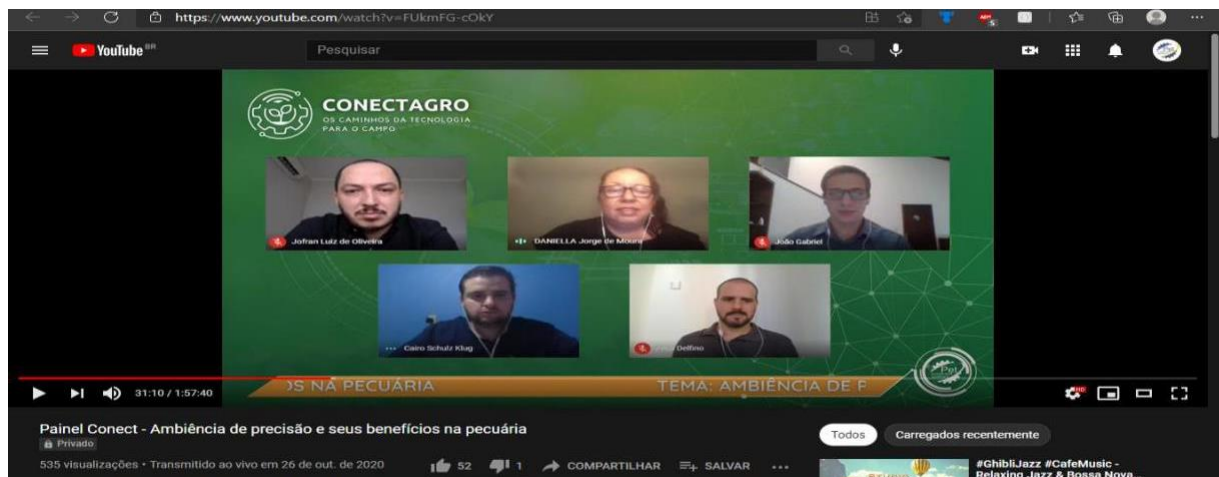 https://www.youtube.com/watch?v=FUkmFG-cOkY
YouTube BR
Pesquisar
CONECTAGRO
OS CAMINHOS DA TECNOLOGIA
PARA O CAMPO
Jofran Luiz de Oliveira
DANIELLA Jorge de Moura
João Gabriel
Cairo Schulz Klug
Delfino
OS NA PECUÁRIA
TEMA: AMBIÊNCIA DE P
Pet
31:10 / 1:57:40
HD
Painel Conect - Ambiência de precisão e seus benefícios na pecuária
Privado
535 visualizações • Transmitido ao vivo em 26 de out. de 2020
52
1
COMPARTILHAR
SALVAR
Todos
Carregados recentemente
#GhibliJazz #CafeMusic -
Relaxing Jazz & Bossa Nova...